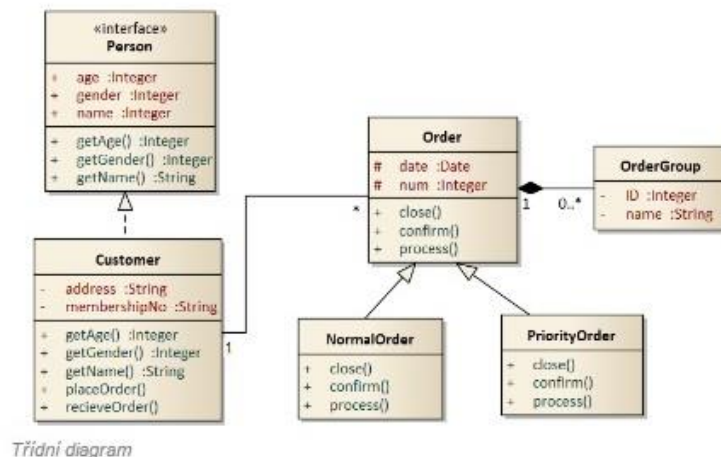 «interface»
Person
+ age :Integer
+ gender :Integer
+ name :Integer
+ getAge() :Integer
+ getGender() :Integer
+ getName() :String
Customer
- address :String
- membershipNo :String
+ getAge() :Integer
+ getGender() :Integer
+ getName() :String
+ placeOrder()
+ recieveOrder()
1
*
Order
# date :Date
# num :Integer
+ close()
+ confirm()
+ process()
1
0..*
OrderGroup
- ID :Integer
- name :String
NormalOrder
+ close()
+ confirm()
+ process()
PriorityOrder
+ close()
+ confirm()
+ process()
Třídní diagram